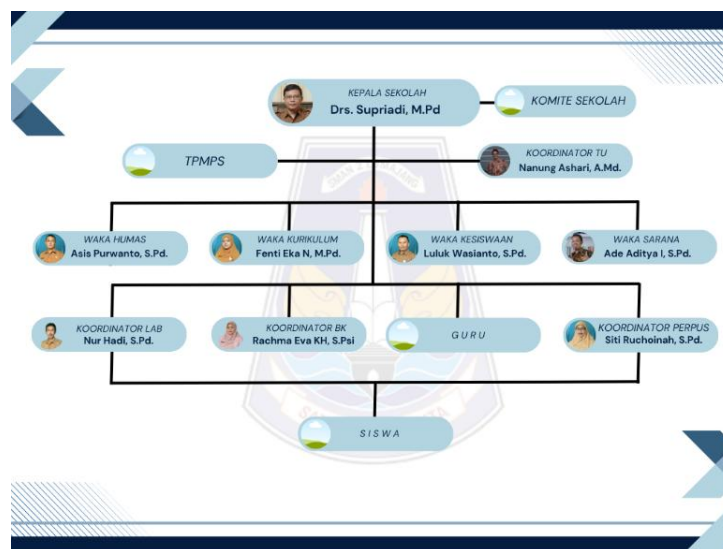 KEPALA SEKOLAH
Drs. Supriadi, M.Pd
KOMITE SEKOLAH
TPMPS
KOORDINATOR TU
Nanung Ashari, A.Md.
WAKA HUMAS
Asis Purwanto, S.Pd.
WAKA KURIKULUM
Fenti Eka N, M.Pd.
WAKA KESISWAAN
Luluk Wasianto, S.Pd.
WAKA SARANA
Ade Aditya I, S.Pd.
KOORDINATOR LAB
Nur Hadi, S.Pd.
KOORDINATOR BK
Rachma Eva KH, S.Psi
G U R U
KOORDINATOR PERPUS
Siti Ruchoinah, S.Pd.
S I S W A